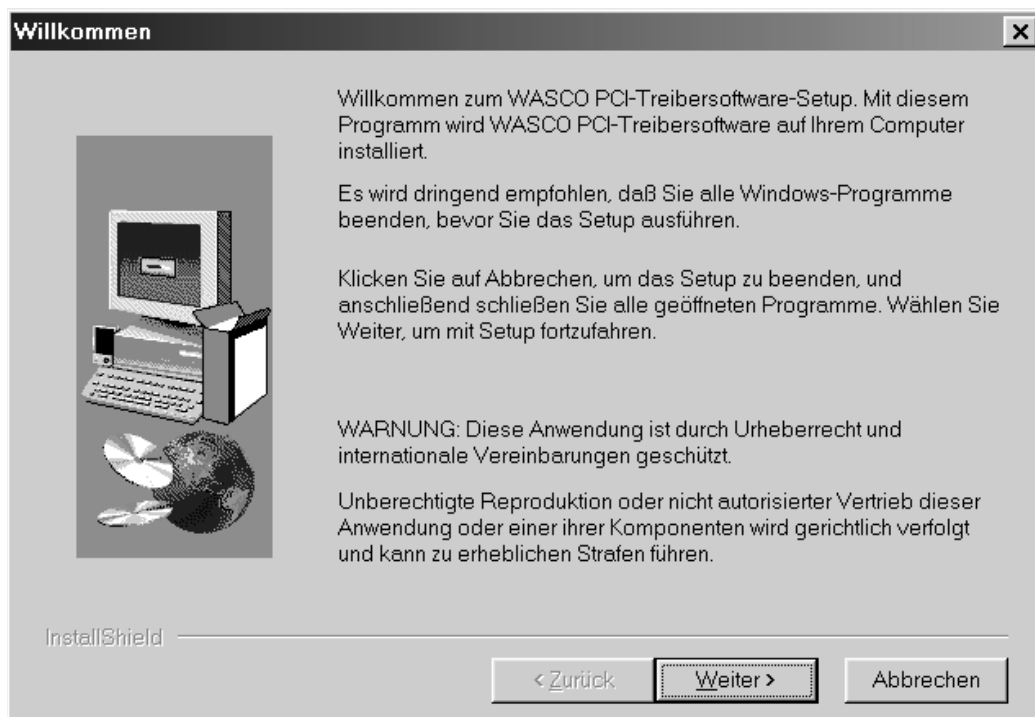 Willkommen
Willkommen zum WASCO PCI-Treibersoftware-Setup. Mit diesem
Programm wird WASCO PCI-Treibersoftware auf Ihrem Computer
installiert.
Es wird dringend empfohlen, daß Sie alle Windows-Programme
beenden, bevor Sie das Setup ausführen.
Klicken Sie auf Abbrechen, um das Setup zu beenden, und
anschließend schließen Sie alle geöffneten Programme. Wählen Sie
Weiter, um mit Setup fortzufahren.
WARNUNG: Diese Anwendung ist durch Urheberrecht und
internationale Vereinbarungen geschützt.
Unberechtigte Reproduktion oder nicht autorisierter Vertrieb dieser
Anwendung oder einer ihrer Komponenten wird gerichtlich verfolgt
und kann zu erheblichen Strafen führen.
InstallShield
< Zurück
Weiter >
Abbrechen